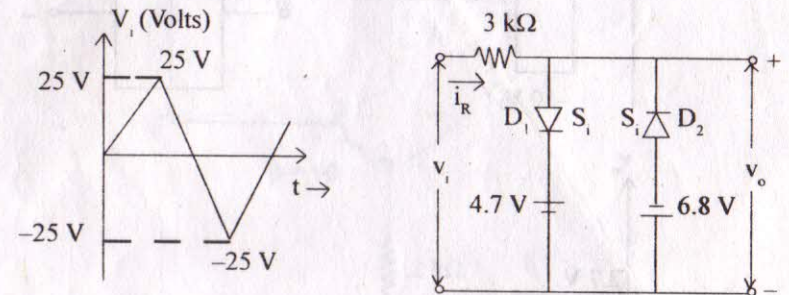 V_i (Volts)
25 V
25 V
t →
–25 V
–25 V
3 kΩ
+
i_R
D_1 S_i
S_i D_2
v_i
v_o
4.7 V
6.8 V
–